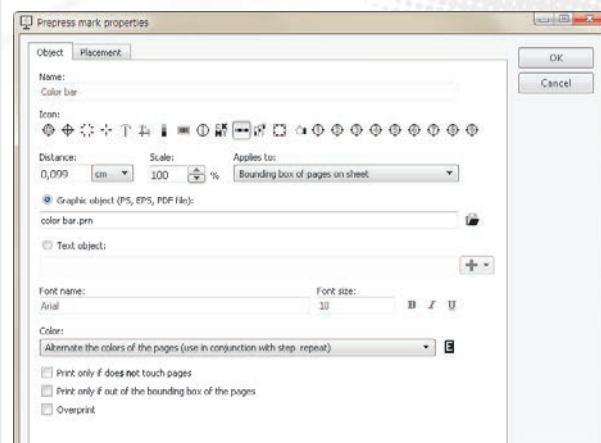 Prepress mark properties
Object Placement
OK
Cancel
Name:
Color bar
Icon:
Distance: Scale: Applies to:
0,099 cm 100 % Bounding box of pages on sheet
Graphic object (PS, EPS, PDF file):
color bar.prn
Text object:
Font name: Font size:
Arial 10 B I U
Color:
Alternate the colors of the pages (use in conjunction with step repeat) E
Print only if does not touch pages
Print only if out of the bounding box of the pages
Overprint